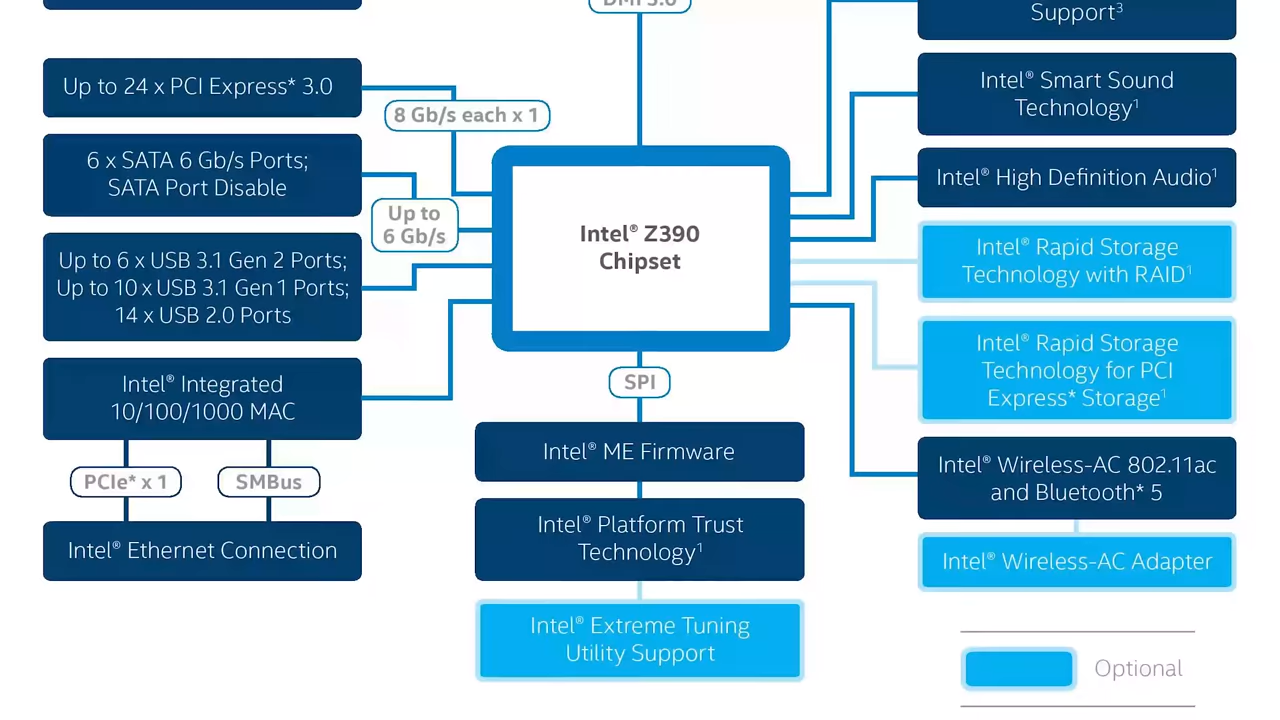 DMI 3.0
Support³
Up to 24 x PCI Express* 3.0
8 Gb/s each x 1
6 x SATA 6 Gb/s Ports;
SATA Port Disable
Up to
6 Gb/s
Up to 6 x USB 3.1 Gen 2 Ports;
Up to 10 x USB 3.1 Gen 1 Ports;
14 x USB 2.0 Ports
Intel® Integrated
10/100/1000 MAC
PCIe* x 1
SMBus
Intel® Ethernet Connection
Intel® Z390
Chipset
SPI
Intel® ME Firmware
Intel® Platform Trust
Technology¹
Intel® Extreme Tuning
Utility Support
Intel® Smart Sound
Technology¹
Intel® High Definition Audio¹
Intel® Rapid Storage
Technology with RAID¹
Intel® Rapid Storage
Technology for PCI
Express* Storage¹
Intel® Wireless-AC 802.11ac
and Bluetooth* 5
Intel® Wireless-AC Adapter
Optional